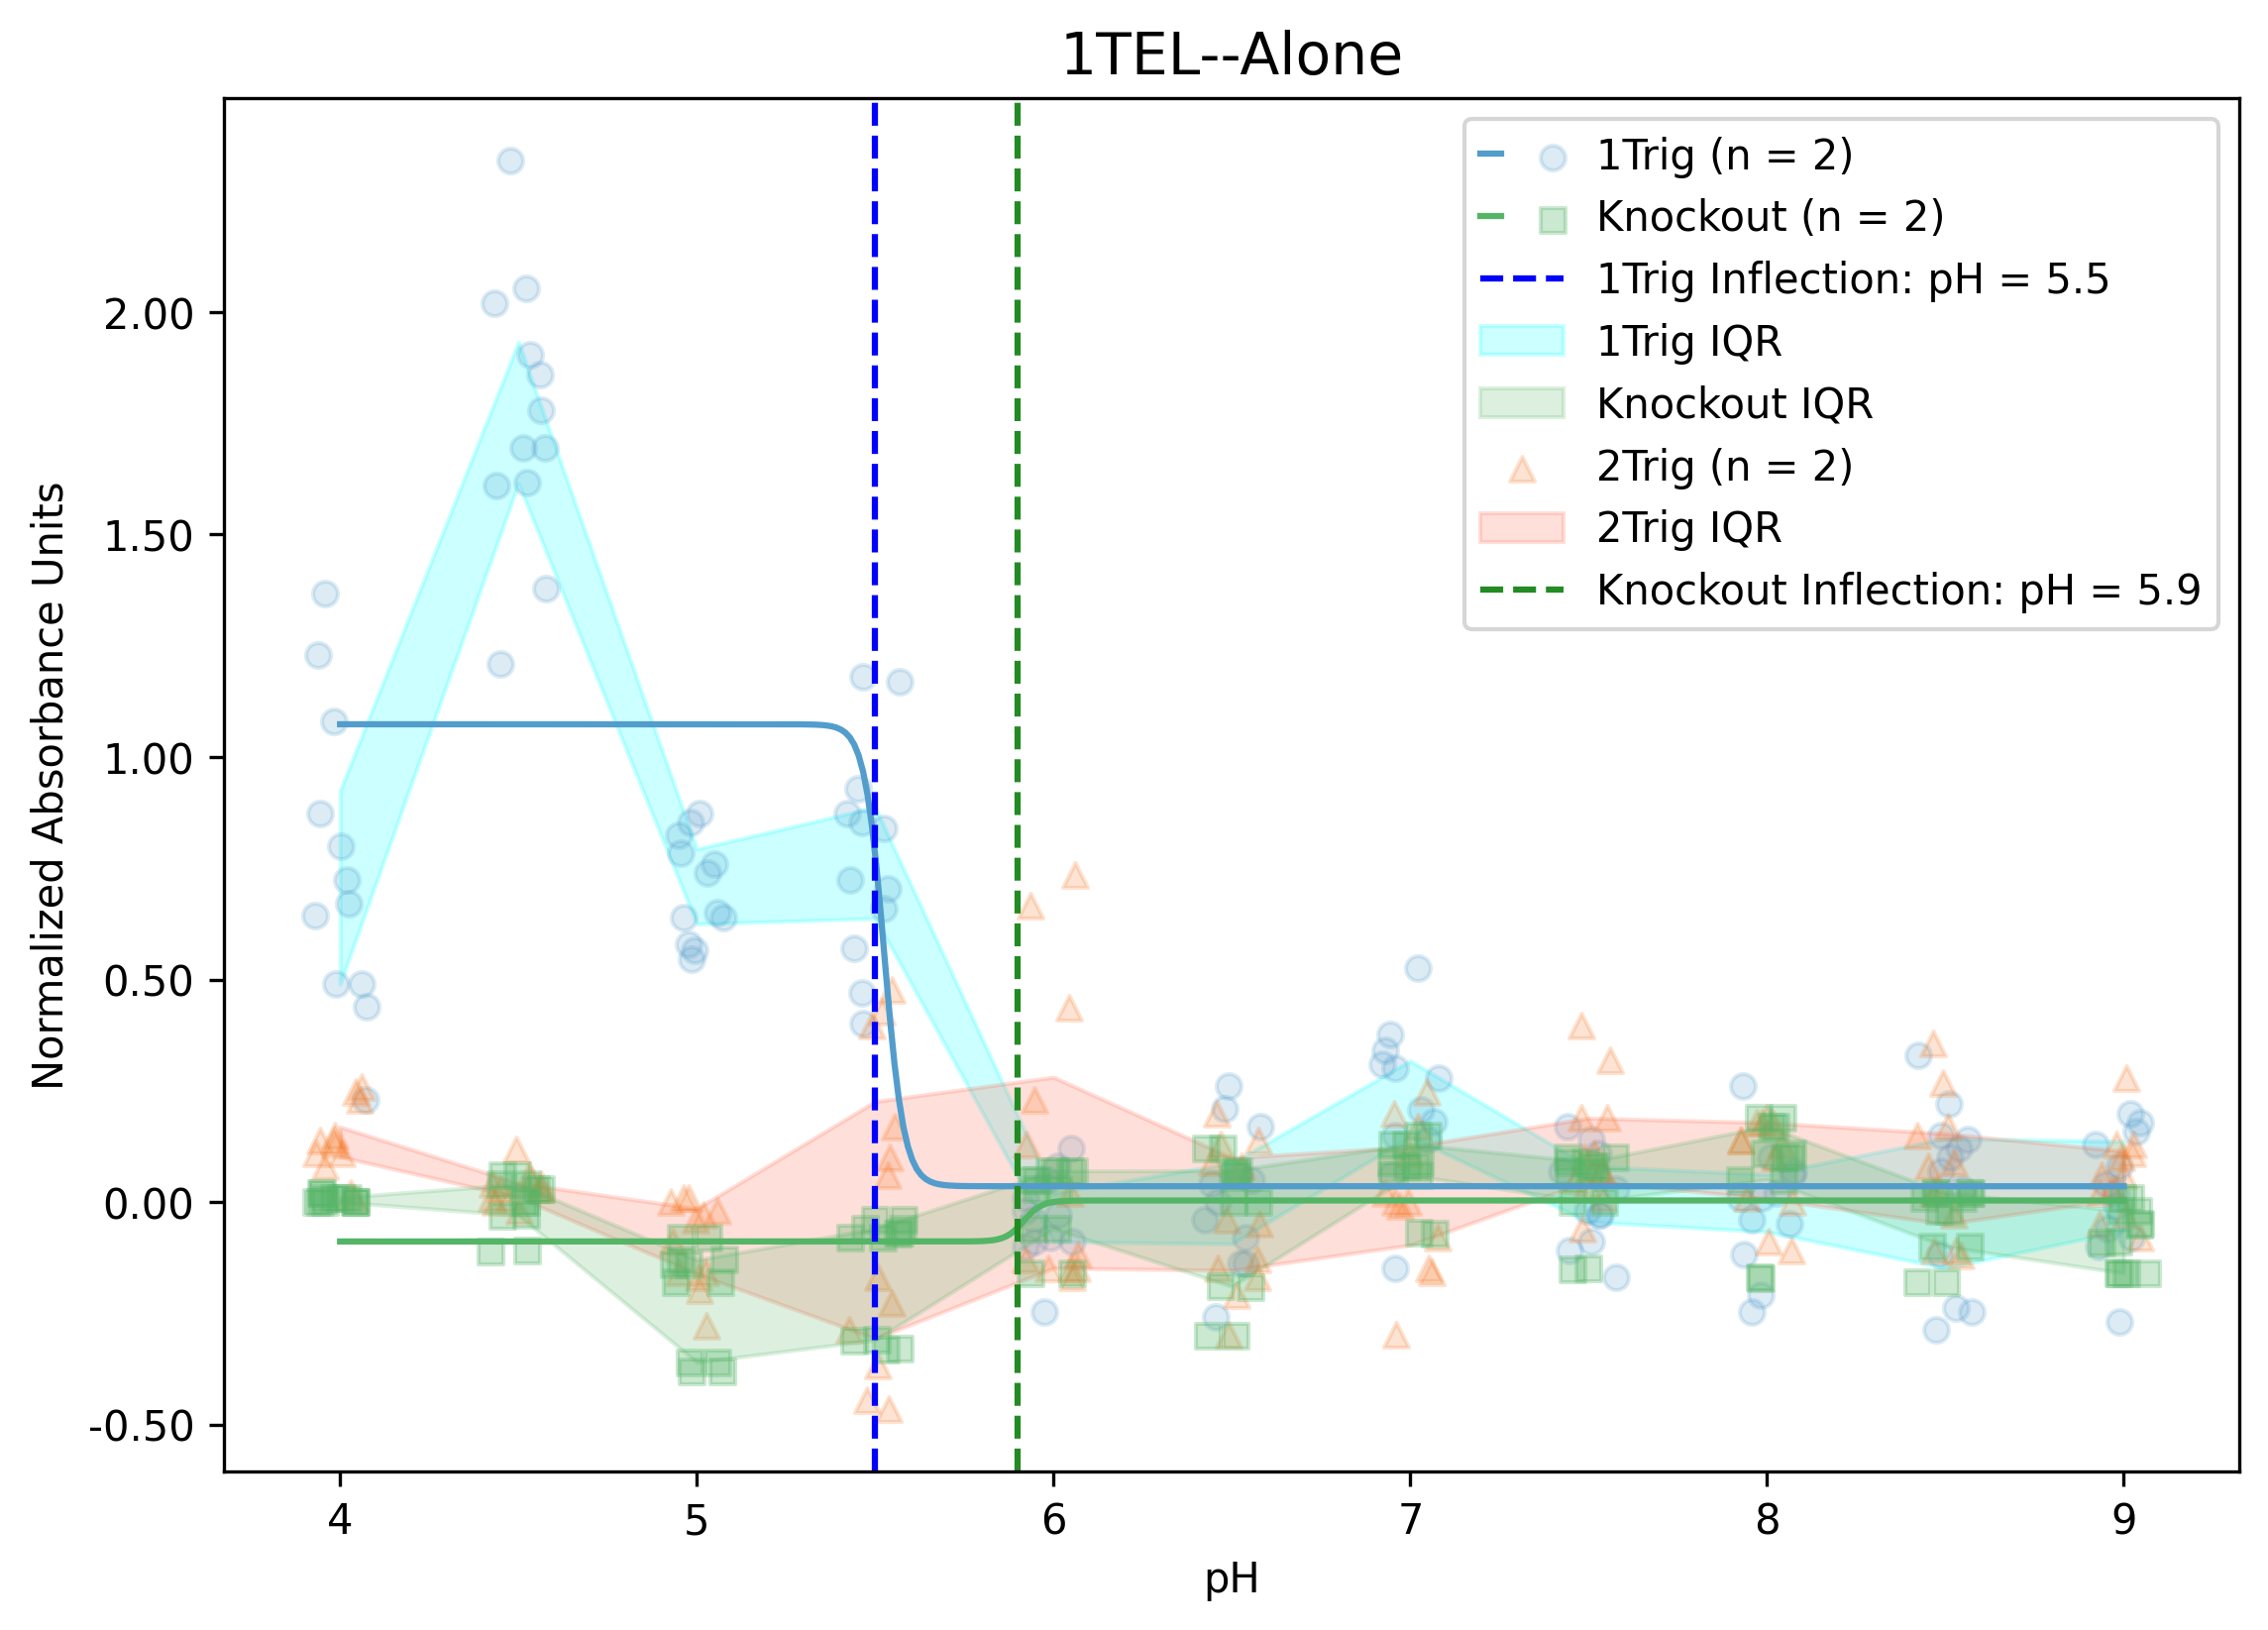 1TEL--Alone
1Trig (n = 2)
Knockout (n = 2)
1Trig Inflection: pH = 5.5
1Trig IQR
Knockout IQR
2Trig (n = 2)
2Trig IQR
Knockout Inflection: pH = 5.9
Normalized Absorbance Units
2.00
1.50
1.00
0.50
0.00
-0.50
4 5 6 7 8 9
pH